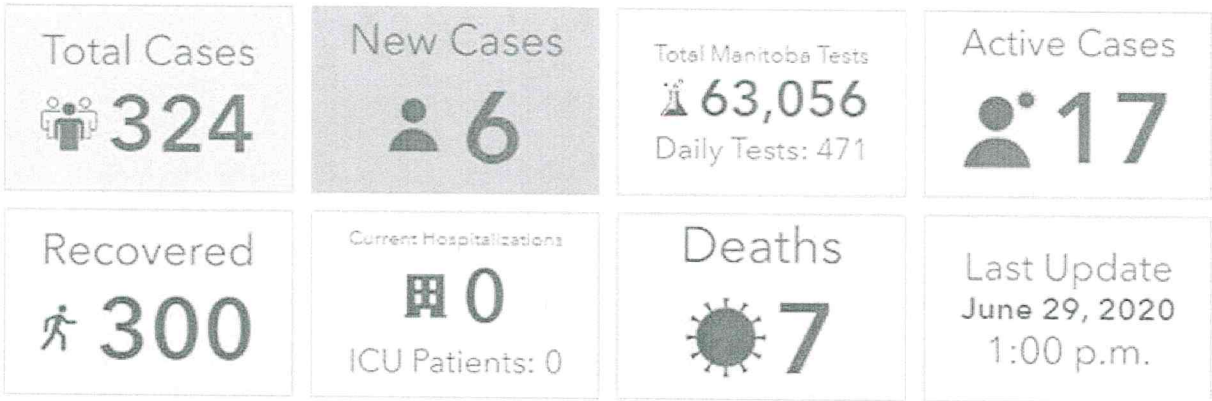 Total Cases
324
New Cases
6
Total Manitoba Tests
63,056
Daily Tests: 471
Active Cases
17
Recovered
300
Current Hospitalizations
0
ICU Patients: 0
Deaths
7
Last Update
June 29, 2020
1:00 p.m.